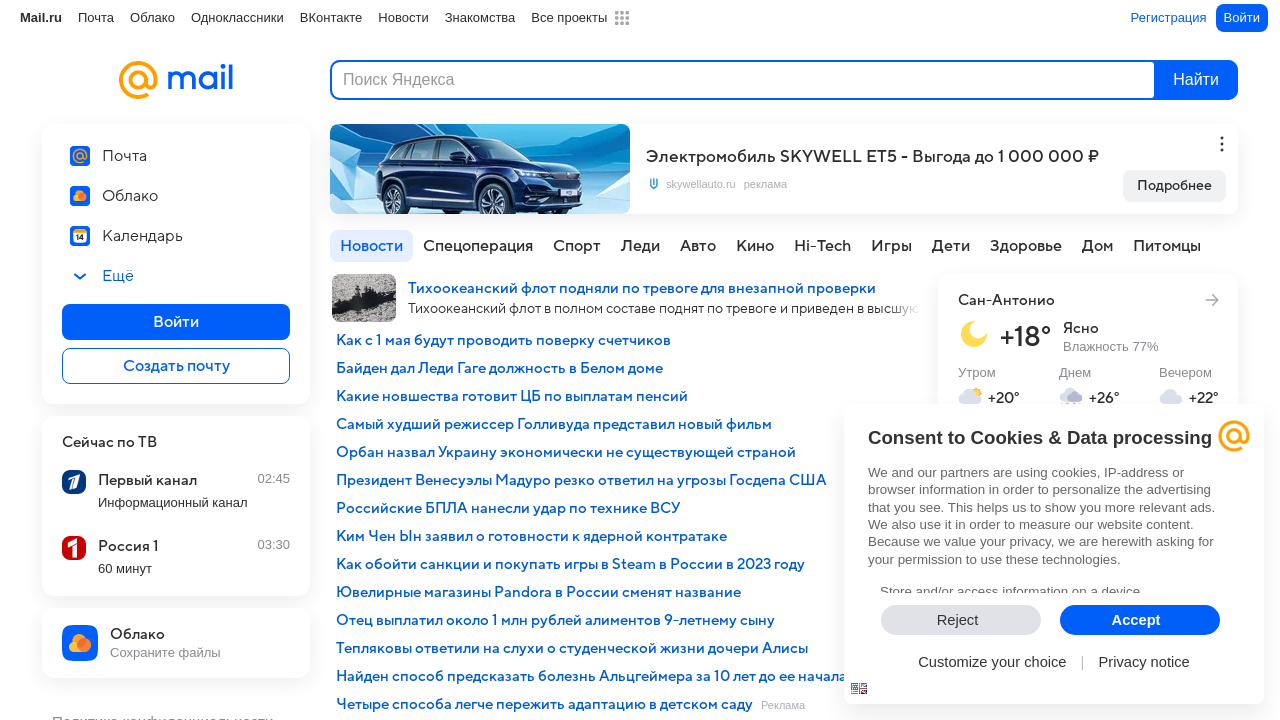 Mail.ru Почта Облако Одноклассники ВКонтакте Новости Знакомства Все проекты
Регистрация Войти
mail
Поиск Яндекса
Найти
Почта
Облако
14 Календарь
Ещё
Войти
Создать почту
Сейчас по ТВ
Первый канал 02:45
Информационный канал
Россия 1 03:30
60 минут
Облако
Сохраните файлы
Электромобиль SKYWELL ET5 - Выгода до 1 000 000 ₽
skywellauto.ru реклама
Подробнее
Новости Спецоперация Спорт Леди Авто Кино Hi-Tech Игры Дети Здоровье Дом Питомцы
Тихоокеанский флот подняли по тревоге для внезапной проверки
Тихоокеанский флот в полном составе поднят по тревоге и приведен в высшую
Как с 1 мая будут проводить поверку счетчиков
Байден дал Леди Гаге должность в Белом доме
Какие новшества готовит ЦБ по выплатам пенсий
Самый худший режиссер Голливуда представил новый фильм
Орбан назвал Украину экономически не существующей страной
Президент Венесуэлы Мадуро резко ответил на угрозы Госдепа США
Российские БПЛА нанесли удар по технике ВСУ
Ким Чен Ын заявил о готовности к ядерной контратаке
Как обойти санкции и покупать игры в Steam в России в 2023 году
Ювелирные магазины Pandora в России сменят название
Отец выплатил около 1 млн рублей алиментов 9-летнему сыну
Тепляковы ответили на слухи о студенческой жизни дочери Алисы
Найден способ предсказать болезнь Альцгеймера за 10 лет до ее начала
Четыре способа легче пережить адаптацию в детском саду Реклама
Сан-Антонио
+18° Ясно
Влажность 77%
Утром Днем Вечером
+20° +26° +22°
Consent to Cookies & Data processing
We and our partners are using cookies, IP-address or
browser information in order to personalize the advertising
that you see. This helps us to show you more relevant ads.
We also use it in order to measure our website content.
Because we value your privacy, we are herewith asking for
your permission to use these technologies.
Store and/or access information on a device
Reject Accept
Customize your choice | Privacy notice
Политика конфиденциальности